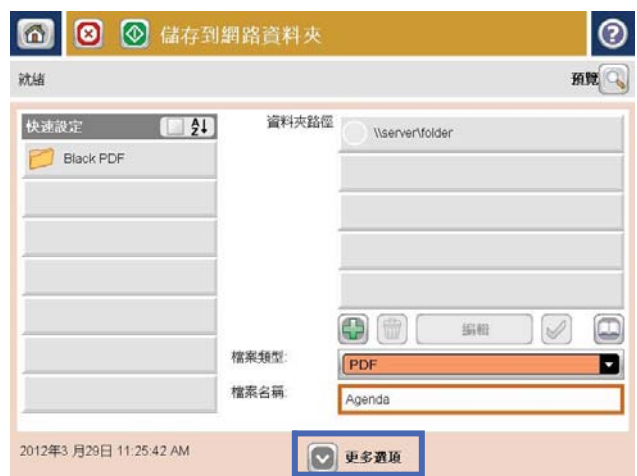 儲存到網路資料夾
就緒
預覽
快速設定
資料夾路徑
\\server\folder
Black PDF
編輯
檔案類型:
PDF
檔案名稱:
Agenda
2012年3 月29日 11:25:42 AM
更多選項